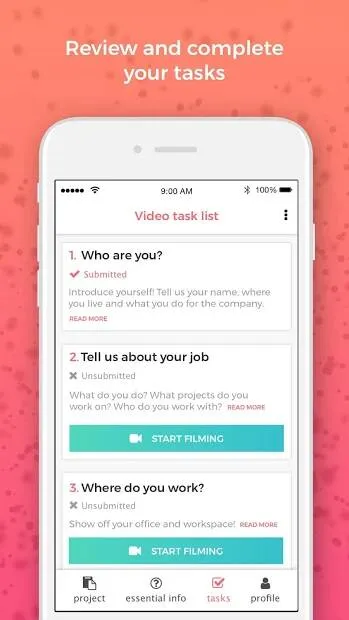 Review and complete
your tasks
9:00 AM
100%
Video task list
1. Who are you?
Submitted
Introduce yourself! Tell us your name, where
you live and what you do for the company.
READ MORE
2. Tell us about your job
Unsubmitted
What do you do? What projects do you
work on? Who do you work with? READ MORE
START FILMING
3. Where do you work?
Unsubmitted
Show off your office and workspace! READ MORE
START FILMING
project essential info tasks profile